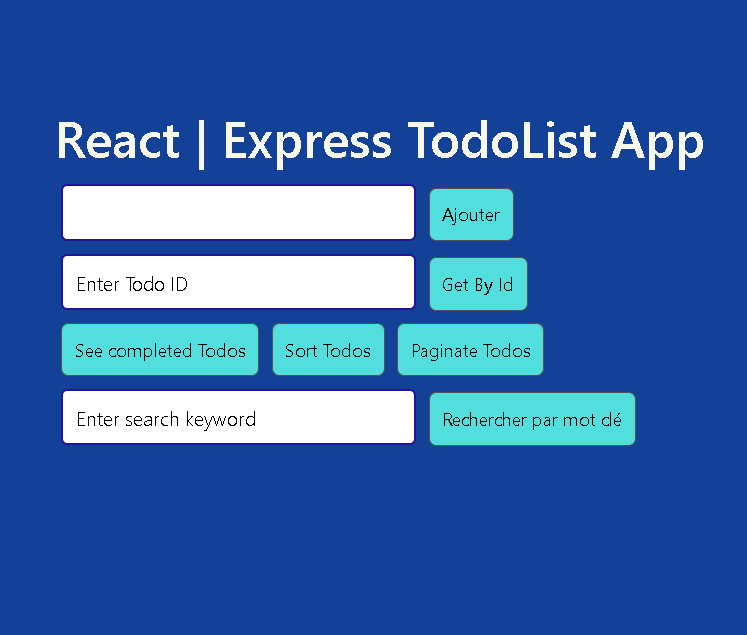 React | Express TodoList App
Ajouter
Enter Todo ID
Get By Id
See completed Todos
Sort Todos
Paginate Todos
Enter search keyword
Rechercher par mot clé